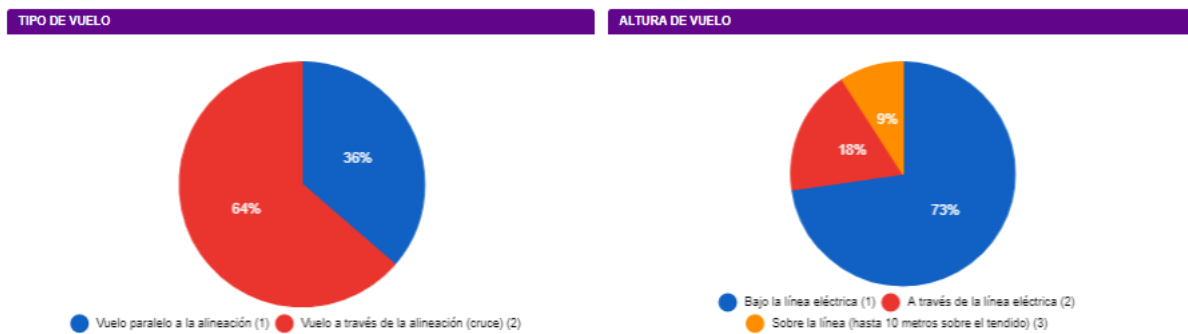 TIPO DE VUELO
36%
64%
Vuelo paralelo a la alineación (1) Vuelo a través de la alineación (cruce) (2)
ALTURA DE VUELO
9%
18%
73%
Bajo la línea eléctrica (1) A través de la línea eléctrica (2)
Sobre la línea (hasta 10 metros sobre el tendido) (3)